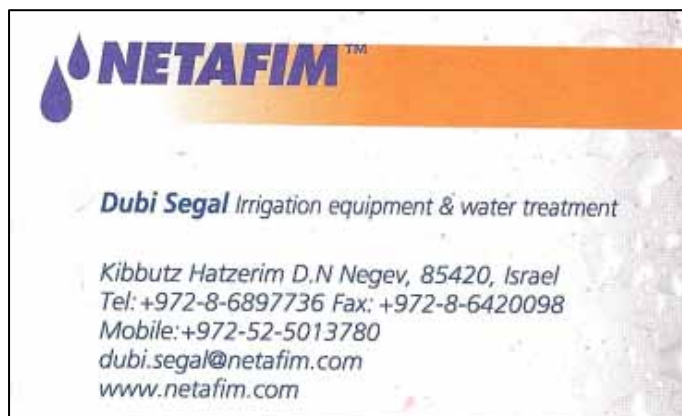 NETAFIM™
Dubi Segal Irrigation equipment & water treatment
Kibbutz Hatzerim D.N Negev, 85420, Israel
Tel:+972-8-6897736 Fax: +972-8-6420098
Mobile:+972-52-5013780
dubi.segal@netafim.com
www.netafim.com